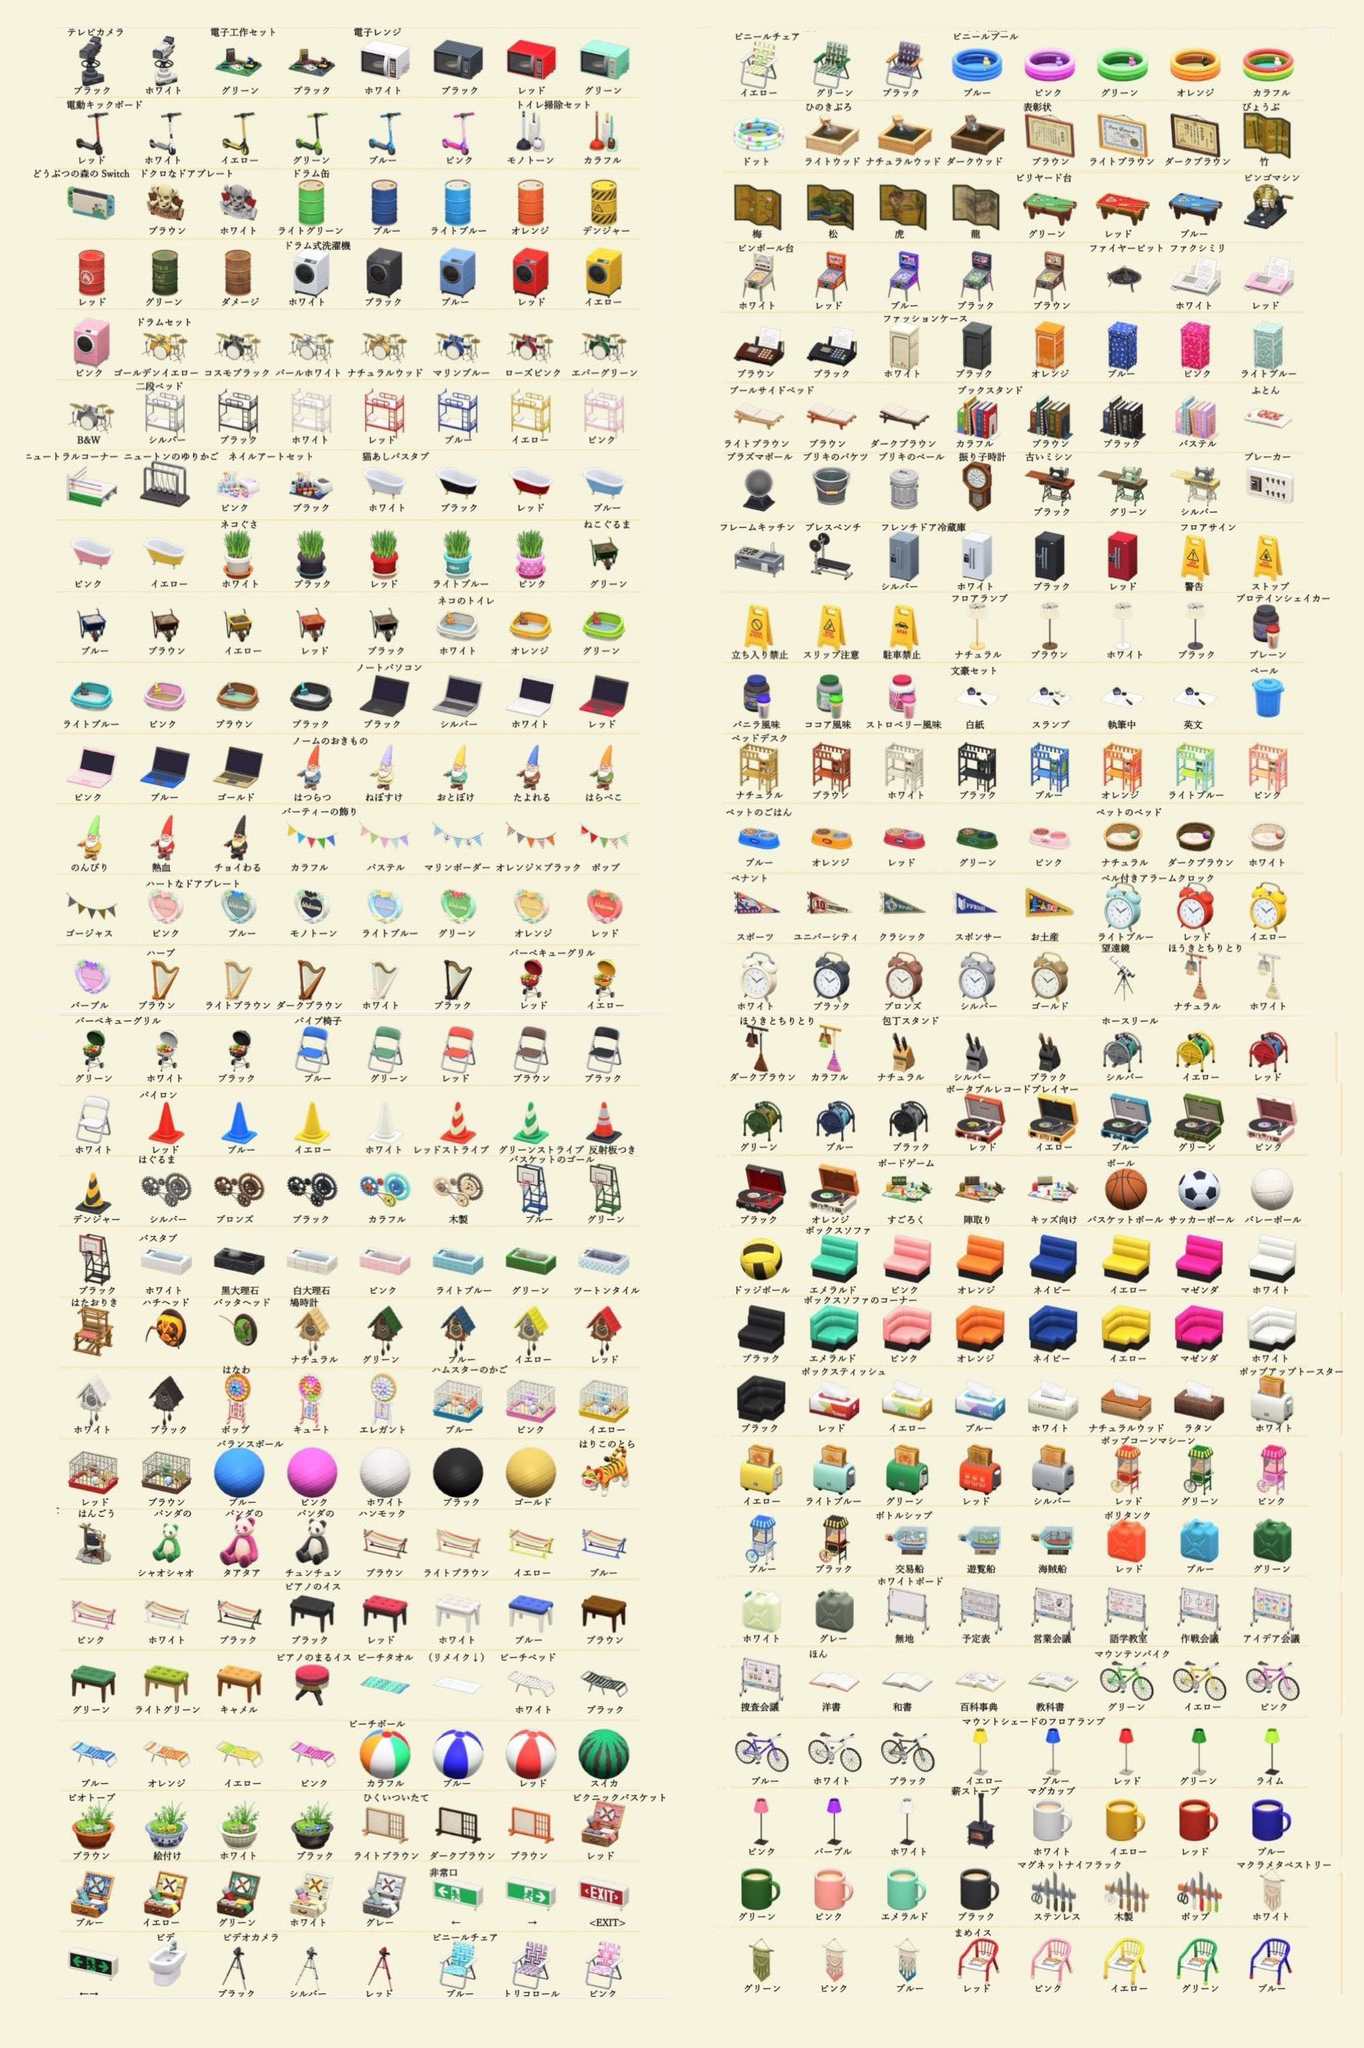 テレビカメラ 電子工作セット 電子レンジ
ブラック ホワイト グリーン ブラック ホワイト ブラック レッド グリーン
電動キックボード トイレ掃除セット
レッド ホワイト イエロー グリーン ブルー ピンク モノトーン カラフル
どうぶつの森の Switch ドクロなドアプレート ドラム缶
ブラウン ホワイト ライトグリーン ブルー ライトブルー オレンジ デンジャー
ドラム式洗濯機
レッド グリーン ダメージ ホワイト ブラック ブルー レッド イエロー
ドラムセット
ピンク ゴールデンイエロー コスモブラック パールホワイト ナチュラルウッド マリンブルー ローズピンク エバーグリーン
二段ベッド
B&W シルバー ブラック ホワイト レッド ブルー イエロー ピンク
ニュートラルコーナー ニュートンのゆりかご ネイルアートセット 猫あしバスタブ
ピンク ブラック ホワイト ブラック レッド ブルー
ネコぐさ ねこぐるま
ピンク イエロー ホワイト ブラック レッド ライトブルー ピンク グリーン
ネコのトイレ
ブルー ブラウン イエロー レッド ブラック ホワイト オレンジ グリーン
ノートパソコン
ライトブルー ピンク ブラウン ブラック ブラック シルバー ホワイト レッド
ノームのおきもの
ピンク ブルー ゴールド はつらつ ねぼすけ おとぼけ たよれる はらぺこ
パーティーの飾り
のんびり 熱血 チョイわる カラフル パステル マリンボーダー オレンジ×ブラック ポップ
ハートなドアプレート
ゴージャス ピンク ブルー モノトーン ライトブルー グリーン オレンジ レッド
ハープ バーベキューグリル
パープル ブラウン ライトブラウン ダークブラウン ホワイト ブラック レッド イエロー
バーベキューグリル パイプ椅子
グリーン ホワイト ブラック ブルー グリーン レッド ブラウン ブラック
パイロン
ホワイト レッド ブルー イエロー ホワイト レッドストライプ グリーンストライプ 反射板つき
はぐるま バスケットのゴール
デンジャー シルバー ブロンズ ブラック カラフル 木製 ブルー グリーン
バスタブ
ブラック ホワイト 黒大理石 白大理石 ピンク ライトブルー グリーン ツートンタイル
はたおりき ハチヘッド バッタヘッド 鳩時計
ナチュラル グリーン ブルー イエロー レッド
はなわ ハムスターのかご
ホワイト ブラック ポップ キュート エレガント ブルー ピンク イエロー
バランスボール はりこのとら
レッド ブラウン ブルー ピンク ホワイト ブラック ゴールド
はんごう パンダの パンダの パンダの ハンモック
シャオシャオ タアタア チュンチュン ブラウン ライトブラウン イエロー ブルー
ピアノのイス
ピンク ホワイト ブラック ブラック レッド ホワイト ブルー ブラウン
ピアノのまるイス ビーチタオル (リメイク↓) ビーチベッド
グリーン ライトグリーン キャメル ホワイト ブラック
ビーチボール
ブルー オレンジ イエロー ピンク カラフル ブルー レッド スイカ
ビオトープ ひくいついたて ピクニックバスケット
ブラウン 絵付け ホワイト ブラック ライトブラウン ダークブラウン ブラウン レッド
非常口
ブルー イエロー グリーン ホワイト グレー ← → <EXIT>
ビデ ビデオカメラ ビニールチェア
←→ ブラック シルバー レッド ブルー トリコロール ピンク
ビニールチェア ビニールプール
イエロー グリーン ブラック ブルー ピンク グリーン オレンジ カラフル
ひのきぶろ 表彰状 びょうぶ
ドット ライトウッド ナチュラルウッド ダークウッド ブラウン ライトブラウン ダークブラウン 竹
ビリヤード台 ビンゴマシン
梅 松 虎 龍 グリーン レッド ブルー
ピンボール台 ファイヤーピット ファクシミリ
ホワイト レッド ブルー ブラック ブラウン ホワイト レッド
ファッションケース
ブラウン ブラック ホワイト ブラック オレンジ ブルー ピンク ライトブルー
プールサイドベッド ブックスタンド ふとん
ライトブラウン ブラウン ダークブラウン カラフル ブラウン ブラック パステル
プラズマボール ブリキのバケツ ブリキのペール 振り子時計 古いミシン ブレーカー
ブラック グリーン シルバー
フレームキッチン プレスベンチ フレンチドア冷蔵庫 フロアサイン
シルバー ホワイト ブラック レッド 警告 ストップ
フロアランプ プロテインシェイカー
立ち入り禁止 スリップ注意 駐車禁止 ナチュラル ブラウン ホワイト ブラック プレーン
文豪セット ペール
バニラ風味 ココア風味 ストロベリー風味 白紙 スランプ 執筆中 英文
ベッドデスク
ナチュラル ブラウン ホワイト ブラック ブルー オレンジ ライトブルー ピンク
ペットのごはん ペットのベッド
ブルー オレンジ レッド グリーン ピンク ナチュラル ダークブラウン ホワイト
ペナント ベル付きアラームクロック
スポーツ ユニバーシティ クラシック スポンサー お土産 ライトブルー レッド イエロー
望遠鏡 ほうきとちりとり
ホワイト ブラック ブロンズ シルバー ゴールド ナチュラル ホワイト
ほうきとちりとり 包丁スタンド ホースリール
ダークブラウン カラフル ナチュラル シルバー ブラック シルバー イエロー レッド
ポータブルレコードプレイヤー
グリーン ブルー ブラック レッド イエロー ブルー グリーン ピンク
ボードゲーム ボール
ブラック オレンジ すごろく 陣取り キッズ向け バスケットボール サッカーボール バレーボール
ボックスソファ
ドッジボール エメラルド ピンク オレンジ ネイビー イエロー マゼンダ ホワイト
ボックスソファのコーナー
ブラック エメラルド ピンク オレンジ ネイビー イエロー マゼンダ ホワイト
ボックスティッシュ ポップアップトースター
ブラック レッド イエロー ブルー ホワイト ナチュラルウッド ラタン ホワイト
ポップコーンマシーン
イエロー ライトブルー グリーン レッド シルバー レッド グリーン ピンク
ボトルシップ ポリタンク
ブルー ブラック 交易船 遊覧船 海賊船 レッド ブルー グリーン
ホワイトボード
ホワイト グレー 無地 予定表 営業会議 語学教室 作戦会議 アイデア会議
ほん マウンテンバイク
捜査会議 洋書 和書 百科事典 教科書 グリーン イエロー ピンク
マウントシェードのフロアランプ
ブルー ホワイト ブラック イエロー ブルー レッド グリーン ライム
薪ストーブ マグカップ
ピンク パープル ホワイト ホワイト イエロー レッド ブルー
マグネットナイフラック マクラメタペストリー
グリーン ピンク エメラルド ブラック ステンレス 木製 ポップ ホワイト
まめイス
グリーン ピンク ブルー レッド ピンク イエロー グリーン ブルー